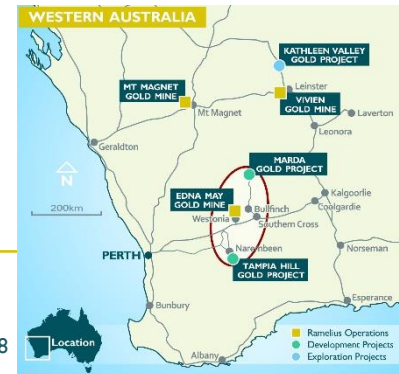 WESTERN AUSTRALIA
KATHLEEN VALLEY
GOLD PROJECT
MT MAGNET
GOLD MINE
Mt Magnet
Leinster
VIVIEN
GOLD MINE
Laverton
Leonora
Geraldton
N
200km
MARDA
GOLD PROJECT
EDNA MAY
GOLD MINE
Westonia
Bullfinch
Southern Cross
Kalgoorlie
Coolgardie
PERTH
Narembeen
TAMPIA HILL
GOLD PROJECT
Norseman
Bunbury
Esperance
Albany
8
Location
Ramelius Operations
Development Projects
Exploration Projects